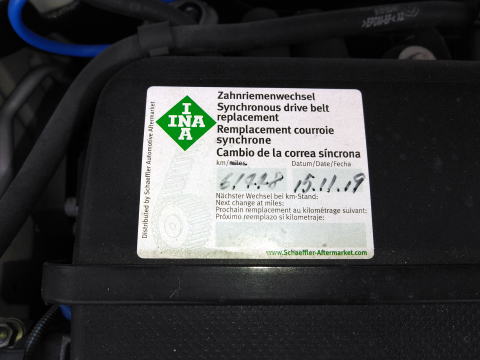 INA
INA
Zahnriemenwechsel
Synchronous drive belt
replacement
Remplacement courroie
synchrone
Cambio de la correa síncrona
km/miles. Datum/Date/Fecha
15.11.19
Nächster Wechsel bei km-Stand:
Next change at miles:
Prochain remplacement au kilométrage suivant:
Próximo reemplazo si kilometraje:
www.Schaeffler-Aftermarket.com
Distributed by Schaeffler Automotive Aftermarket